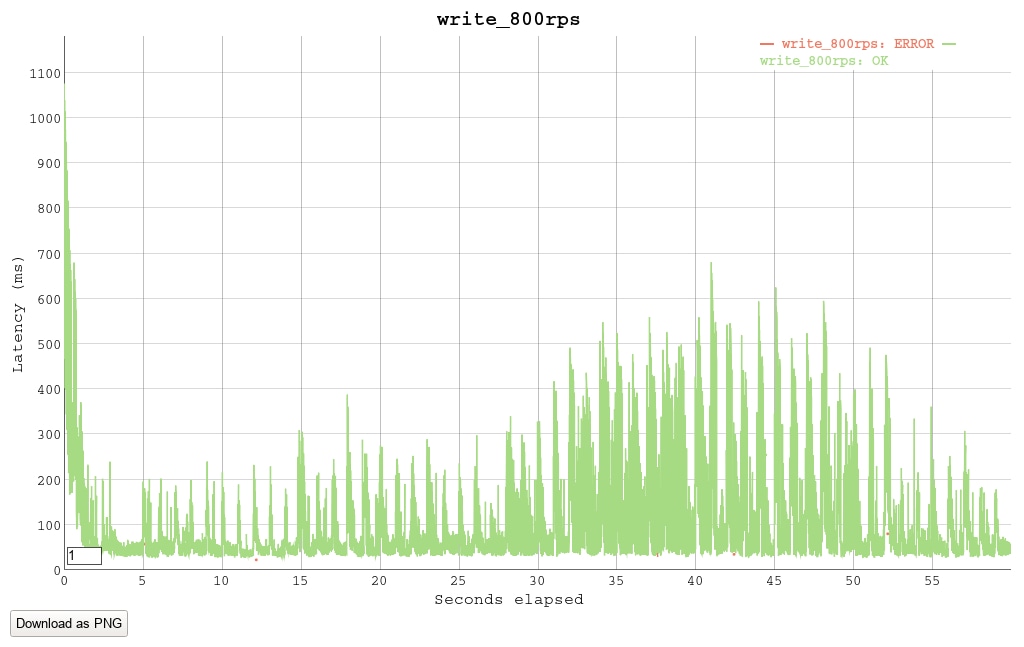 write_800rps
write_800rps: ERROR
write_800rps: OK
1100
1000
900
800
700
600
500
400
300
200
100
0
Latency (ms)
1
0 5 10 15 20 25 30 35 40 45 50 55
Seconds elapsed
Download as PNG